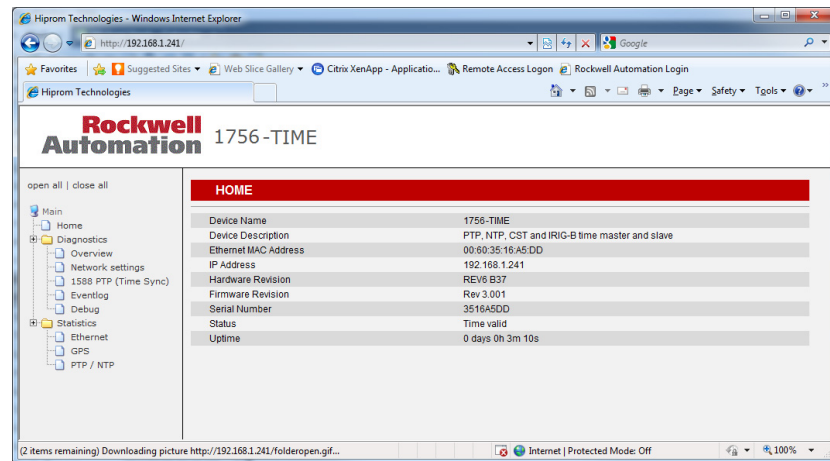 Hiprom Technologies - Windows Internet Explorer
http://192.168.1.241/
Google
Favorites Suggested Sites Web Slice Gallery Citrix XenApp - Applicatio... Remote Access Logon Rockwell Automation Login
Hiprom Technologies
Page Safety Tools
Rockwell Automation
1756-TIME
open all | close all
Main
Home
Diagnostics
Overview
Network settings
1588 PTP (Time Sync)
Eventlog
Debug
Statistics
Ethernet
GPS
PTP / NTP
HOME
Device Name 1756-TIME
Device Description PTP, NTP, CST and IRIG-B time master and slave
Ethernet MAC Address 00:60:35:16:A5:DD
IP Address 192.168.1.241
Hardware Revision REV6 B37
Firmware Revision Rev 3.001
Serial Number 3516A5DD
Status Time valid
Uptime 0 days 0h 3m 10s
(2 items remaining) Downloading picture http://192.168.1.241/folderopen.gif...
Internet | Protected Mode: Off
100%